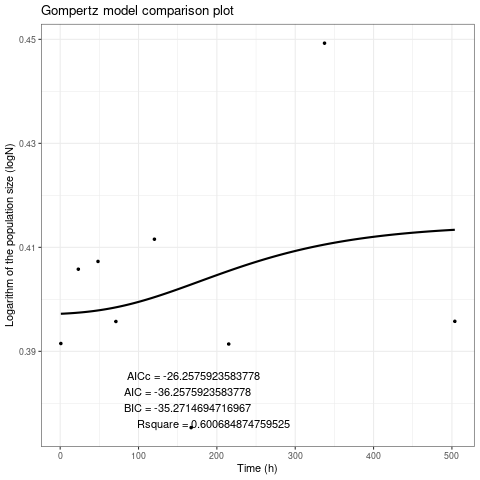 Gompertz model comparison plot
Logarithm of the population size (logN)
0.45
0.43
0.41
0.39
AICc = -26.2575923583778
AIC = -36.2575923583778
BIC = -35.2714694716967
Rsquare = 0.600684874759525
0 100 200 300 400 500
Time (h)